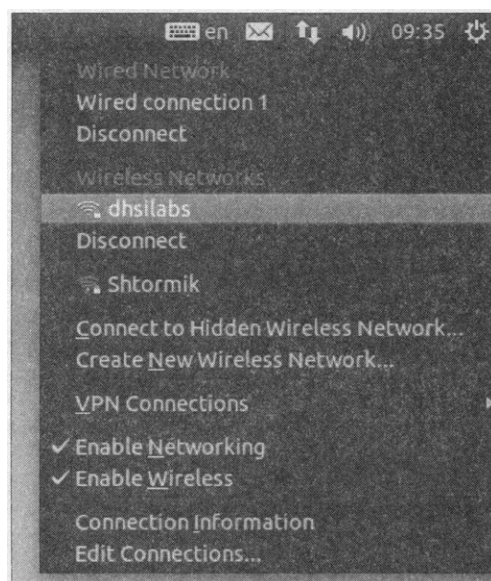 en 09:35
Wired Network
Wired connection 1
Disconnect
Wireless Networks
dhsilabs
Disconnect
Shtormik
Connect to Hidden Wireless Network...
Create New Wireless Network...
VPN Connections
Enable Networking
Enable Wireless
Connection Information
Edit Connections...